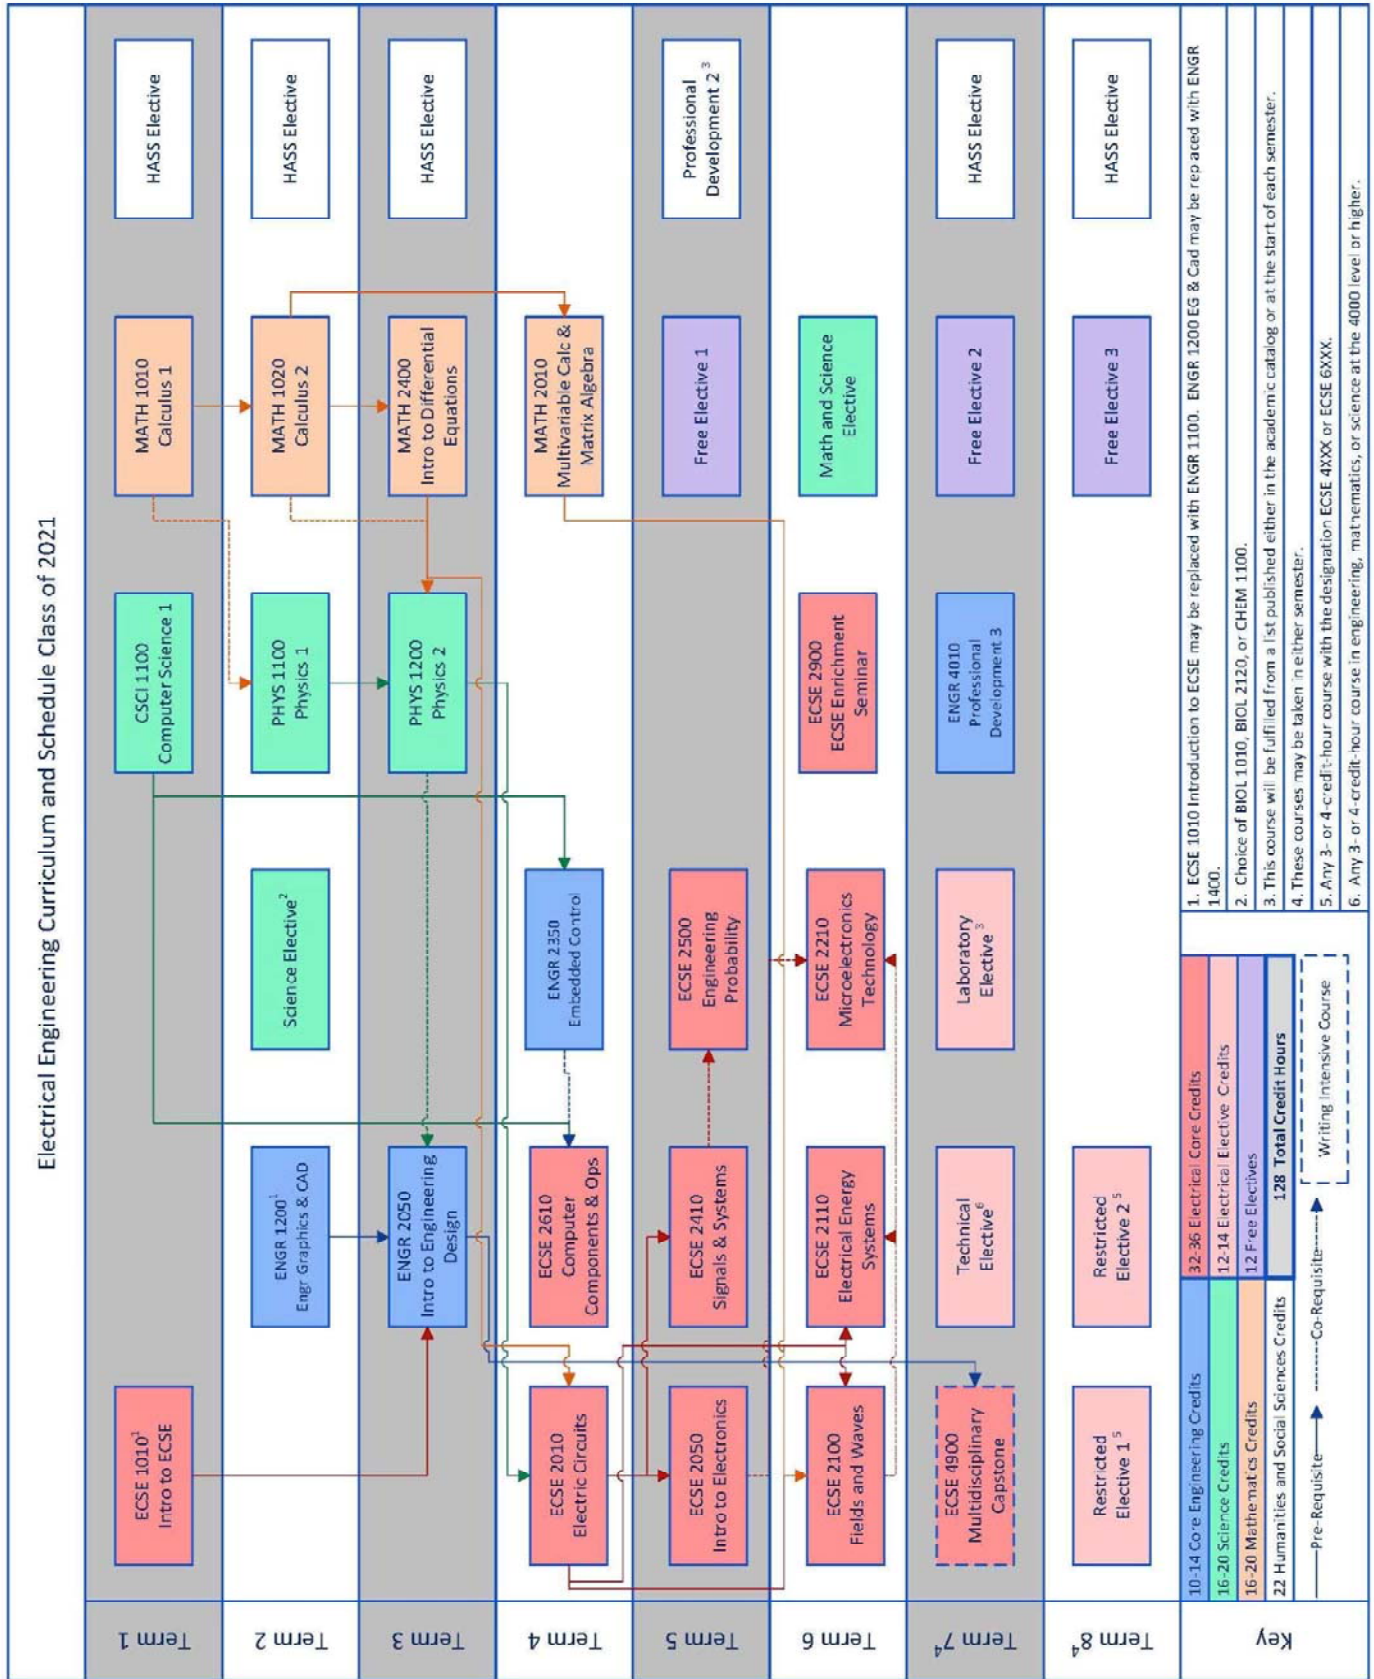 Electrical Engineering Curriculum and Schedule Class of 2021
Term 1
ECSE 1010¹
Intro to ECSE
CSCI 1100
Computer Science 1
MATH 1010
Calculus 1
HASS Elective
Term 2
ENGR 1200¹
Engr Graphics & CAD
Science Elective²
PHYS 1100
Physics 1
MATH 1020
Calculus 2
HASS Elective
Term 3
ENGR 2050
Intro to Engineering
Design
PHYS 1200
Physics 2
MATH 2400
Intro to Differential
Equations
HASS Elective
Term 4
ECSE 2010
Electric Circuits
ECSE 2610
Computer
Components & Ops
ENGR 2350
Embedded Control
MATH 2010
Multivariable Calc &
Matrix Algebra
Term 5
ECSE 2050
Intro to Electronics
ECSE 2410
Signals & Systems
ECSE 2500
Engineering
Probability
Free Elective 1
Professional
Development 2 ³
Term 6
ECSE 2100
Fields and Waves
ECSE 2110
Electrical Energy
Systems
ECSE 2210
Microelectronics
Technology
ECSE 2900
ECSE Enrichment
Seminar
Math and Science
Elective
Term 7⁴
ECSE 4900
Multidisciplinary
Capstone
Technical
Elective⁶
Laboratory
Elective ³
ENGR 4010
Professional
Development 3
Free Elective 2
HASS Elective
Term 8⁴
Restricted
Elective 1 ⁵
Restricted
Elective 2 ⁵
Free Elective 3
HASS Elective
Key
10-14 Core Engineering Credits
32-36 Electrical Core Credits
16-20 Science Credits
12-14 Electrical Elective Credits
16-20 Mathematics Credits
12 Free Electives
22 Humanities and Social Sciences Credits
128 Total Credit Hours
Pre-Requisite
Co-Requisite
Writing Intensive Course
1. ECSE 1010 Introduction to ECSE may be replaced with ENGR 1100. ENGR 1200 EG & Cad may be replaced with ENGR
1400.
2. Choice of BIOL 1010, BIOL 2120, or CHEM 1100.
3. This course will be fulfilled from a list published either in the academic catalog or at the start of each semester.
4. These courses may be taken in either semester.
5. Any 3- or 4-credit-hour course with the designation ECSE 4XXX or ECSE 6XXX.
6. Any 3- or 4-credit-hour course in engineering, mathematics, or science at the 4000 level or higher.